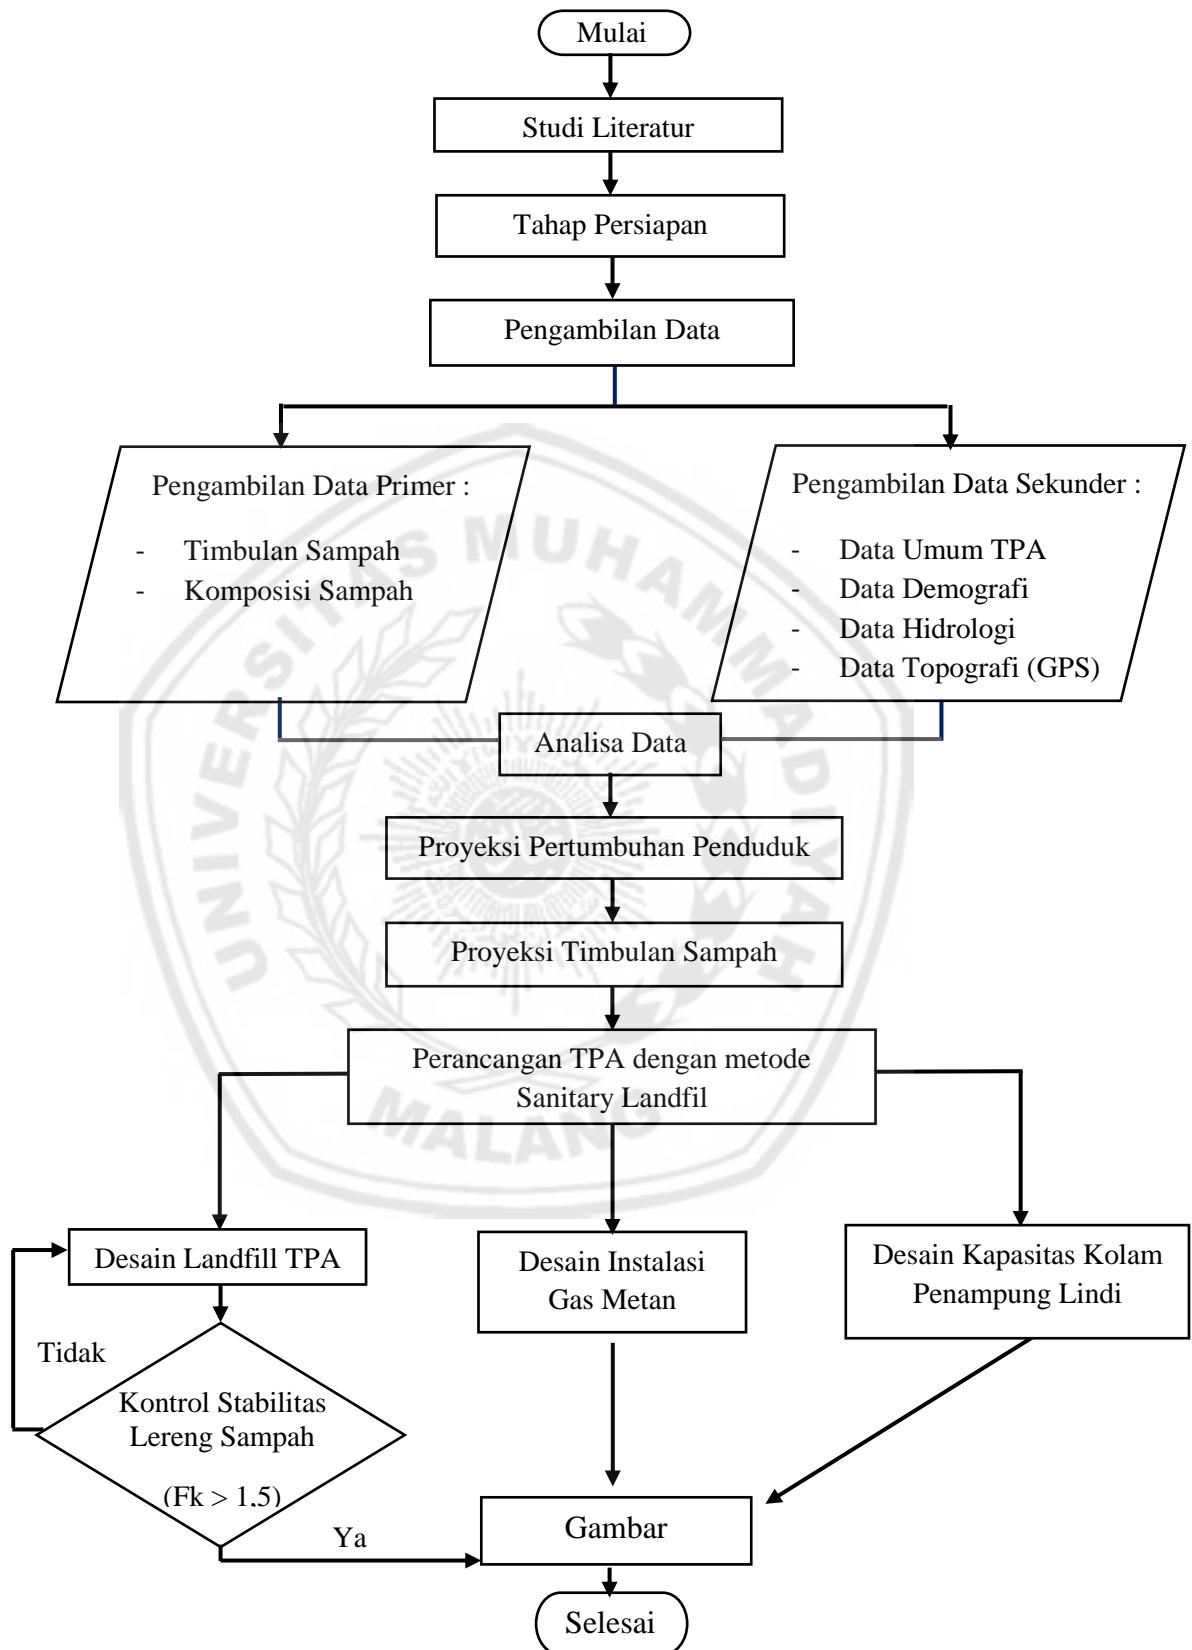 Mulai
Studi Literatur
Tahap Persiapan
Pengambilan Data
Pengambilan Data Primer :
- Timbulan Sampah
- Komposisi Sampah
Pengambilan Data Sekunder :
- Data Umum TPA
- Data Demografi
- Data Hidrologi
- Data Topografi (GPS)
Analisa Data
Proyeksi Pertumbuhan Penduduk
Proyeksi Timbulan Sampah
Perancangan TPA dengan metode
Sanitary Landfil
Desain Landfill TPA
Desain Instalasi
Gas Metan
Desain Kapasitas Kolam
Penampung Lindi
Tidak
Kontrol Stabilitas
Lereng Sampah
(Fk > 1,5)
Ya
Gambar
Selesai
UNIVERSITAS MUHAMMADIYAH
MALANG